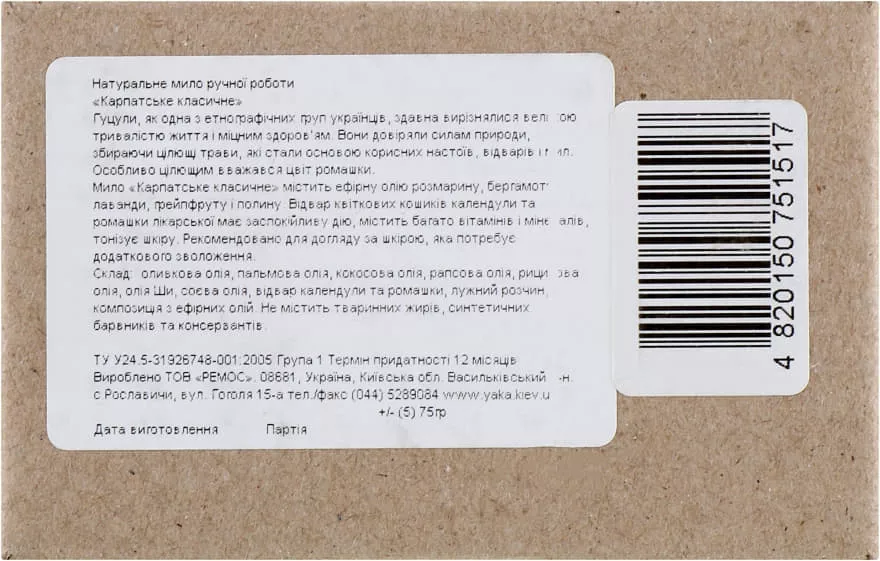 Натуральне мило ручної роботи
«Карпатське класичне»
Гуцули, як одна з етнографічних груп українців, здавна вирізнялися великою
тривалістю життя і міцним здоров'ям. Вони довіряли силам природи,
збираючи цілющі трави, які стали основою корисних настоїв, відварів і мил.
Особливо цілющим вважався цвіт ромашки.
Мило «Карпатське класичне» містить ефірну олію розмарину, бергамоту
лаванди, грейпфруту і полину. Відвар квіткових кошиків календули та
ромашки лікарської має заспокійливу дію, містить багато вітамінів і мінералів,
тонізує шкіру. Рекомендовано для догляду за шкірою, яка потребує
додаткового зволоження.
Склад: оливкова олія, пальмова олія, кокосова олія, рапсова олія, рицинова
олія, олія Ши, соєва олія, відвар календули та ромашки, лужний розчин,
композиція з ефірних олій. Не містить тваринних жирів, синтетичних
барвників та консервантів.
ТУ У24.5-31926748-001:2005 Група 1 Термін придатності 12 місяців
Вироблено ТОВ «РЕМОС». 08681, Україна, Київська обл. Васильківський р-н.
с Рославичи, вул. Гоголя 15-а тел./факс (044) 5289084 www.yaka.kiev.u
+/- (5) 75гр
Дата виготовлення Партія
4 820150 751517